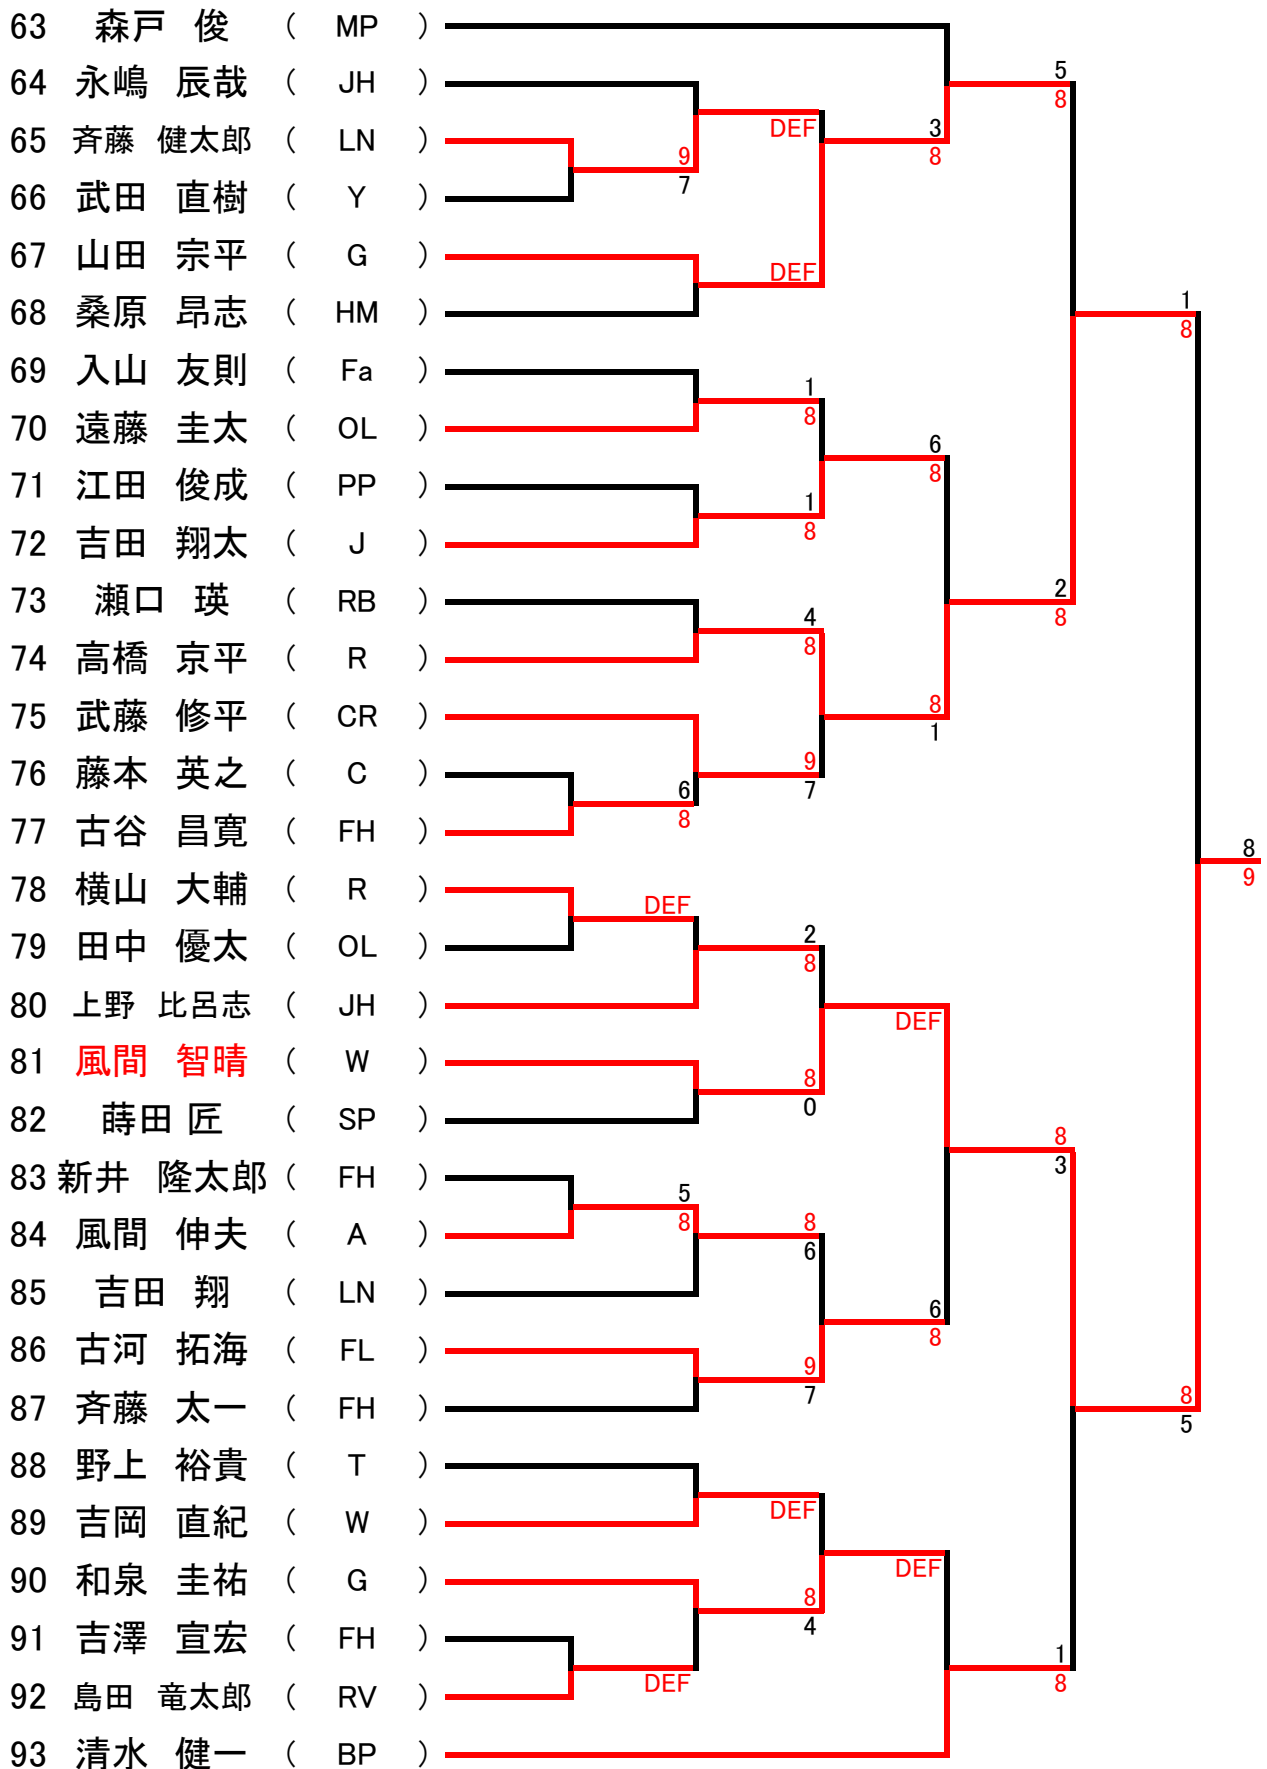 63 森戸 俊 ( MP )
5
64 永嶋 辰哉 ( JH )
8
DEF 3
65 斉藤 健太郎 ( LN )
9 8
7
66 武田 直樹 ( Y )
67 山田 宗平 ( G )
DEF
68 桑原 昂志 ( HM )
1
8
69 入山 友則 ( Fa )
1
8
70 遠藤 圭太 ( OL )
6
8
71 江田 俊成 ( PP )
1
8
72 吉田 翔太 ( J )
2
8
73 瀬口 瑛 ( RB )
4
8
74 高橋 京平 ( R )
8
1
75 武藤 修平 ( CR )
9
7
76 藤本 英之 ( C )
6
8
77 古谷 昌寛 ( FH )
8
9
78 横山 大輔 ( R )
DEF
79 田中 優太 ( OL )
2
8
80 上野 比呂志 ( JH )
DEF
81 風間 智晴 ( W )
8
0
82 蒔田 匠 ( SP )
8
3
83 新井 隆太郎 ( FH )
5
8
84 風間 伸夫 ( A )
8
6
85 吉田 翔 ( LN )
6
8
86 古河 拓海 ( FL )
9
7
87 斉藤 太一 ( FH )
8
5
88 野上 裕貴 ( T )
DEF
89 吉岡 直紀 ( W )
DEF
90 和泉 圭祐 ( G )
8
4
91 吉澤 宣宏 ( FH )
1
DEF 8
92 島田 竜太郎 ( RV )
93 清水 健一 ( BP )